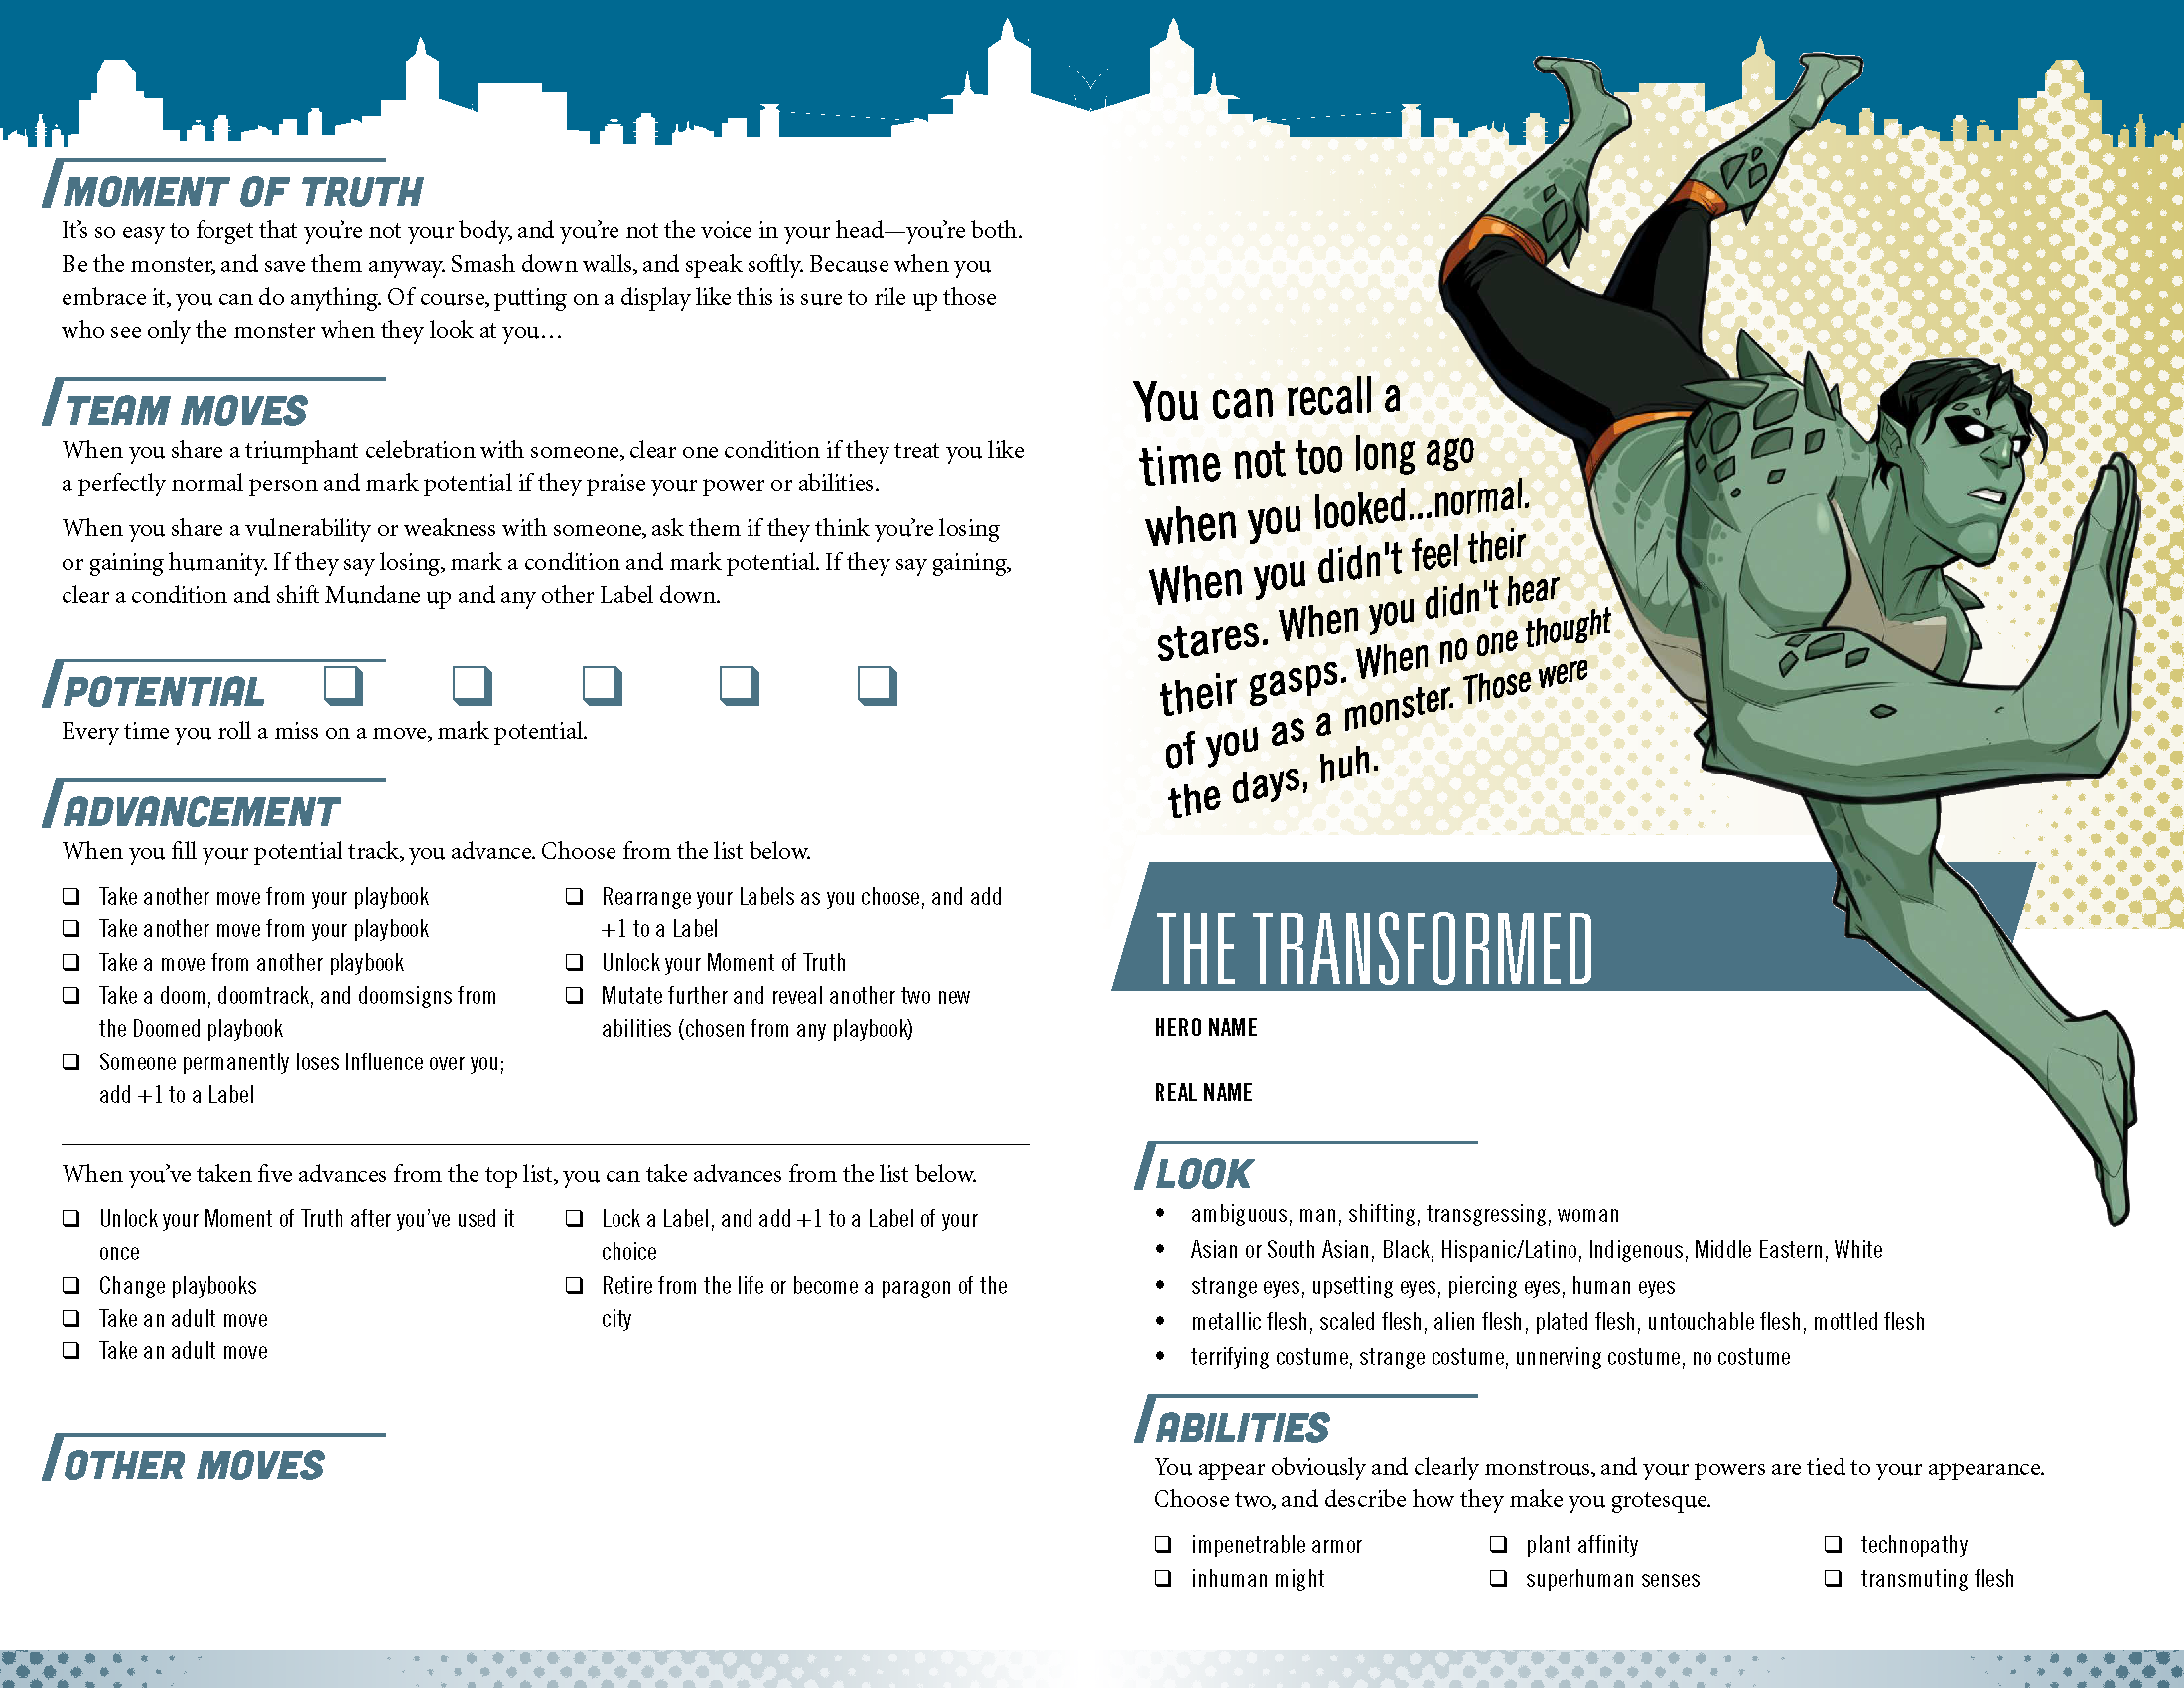 MOMENT OF TRUTH
It's so easy to forget that you're not your body, and you're not the voice in your head—you're both.
Be the monster, and save them anyway. Smash down walls, and speak softly. Because when you
embrace it, you can do anything. Of course, putting on a display like this is sure to rile up those
who see only the monster when they look at you…
TEAM MOVES
When you share a triumphant celebration with someone, clear one condition if they treat you like
a perfectly normal person and mark potential if they praise your power or abilities.
When you share a vulnerability or weakness with someone, ask them if they think you're losing
or gaining humanity. If they say losing, mark a condition and mark potential. If they say gaining,
clear a condition and shift Mundane up and any other Label down.
POTENTIAL ❑ ❑ ❑ ❑ ❑
Every time you roll a miss on a move, mark potential.
ADVANCEMENT
When you fill your potential track, you advance. Choose from the list below.
❑ Take another move from your playbook
❑ Take another move from your playbook
❑ Take a move from another playbook
❑ Take a doom, doomtrack, and doomsigns from
the Doomed playbook
❑ Someone permanently loses Influence over you;
add +1 to a Label
❑ Rearrange your Labels as you choose, and add
+1 to a Label
❑ Unlock your Moment of Truth
❑ Mutate further and reveal another two new
abilities (chosen from any playbook)
When you've taken five advances from the top list, you can take advances from the list below.
❑ Unlock your Moment of Truth after you've used it
once
❑ Change playbooks
❑ Take an adult move
❑ Take an adult move
❑ Lock a Label, and add +1 to a Label of your
choice
❑ Retire from the life or become a paragon of the
city
OTHER MOVES
You can recall a
time not too long ago
when you looked...normal.
When you didn't feel their
stares. When you didn't hear
their gasps. When no one thought
of you as a monster. Those were
the days, huh.
THE TRANSFORMED
HERO NAME
REAL NAME
LOOK
• ambiguous, man, shifting, transgressing, woman
• Asian or South Asian, Black, Hispanic/Latino, Indigenous, Middle Eastern, White
• strange eyes, upsetting eyes, piercing eyes, human eyes
• metallic flesh, scaled flesh, alien flesh, plated flesh, untouchable flesh, mottled flesh
• terrifying costume, strange costume, unnerving costume, no costume
ABILITIES
You appear obviously and clearly monstrous, and your powers are tied to your appearance.
Choose two, and describe how they make you grotesque.
❑ impenetrable armor ❑ plant affinity ❑ technopathy
❑ inhuman might ❑ superhuman senses ❑ transmuting flesh